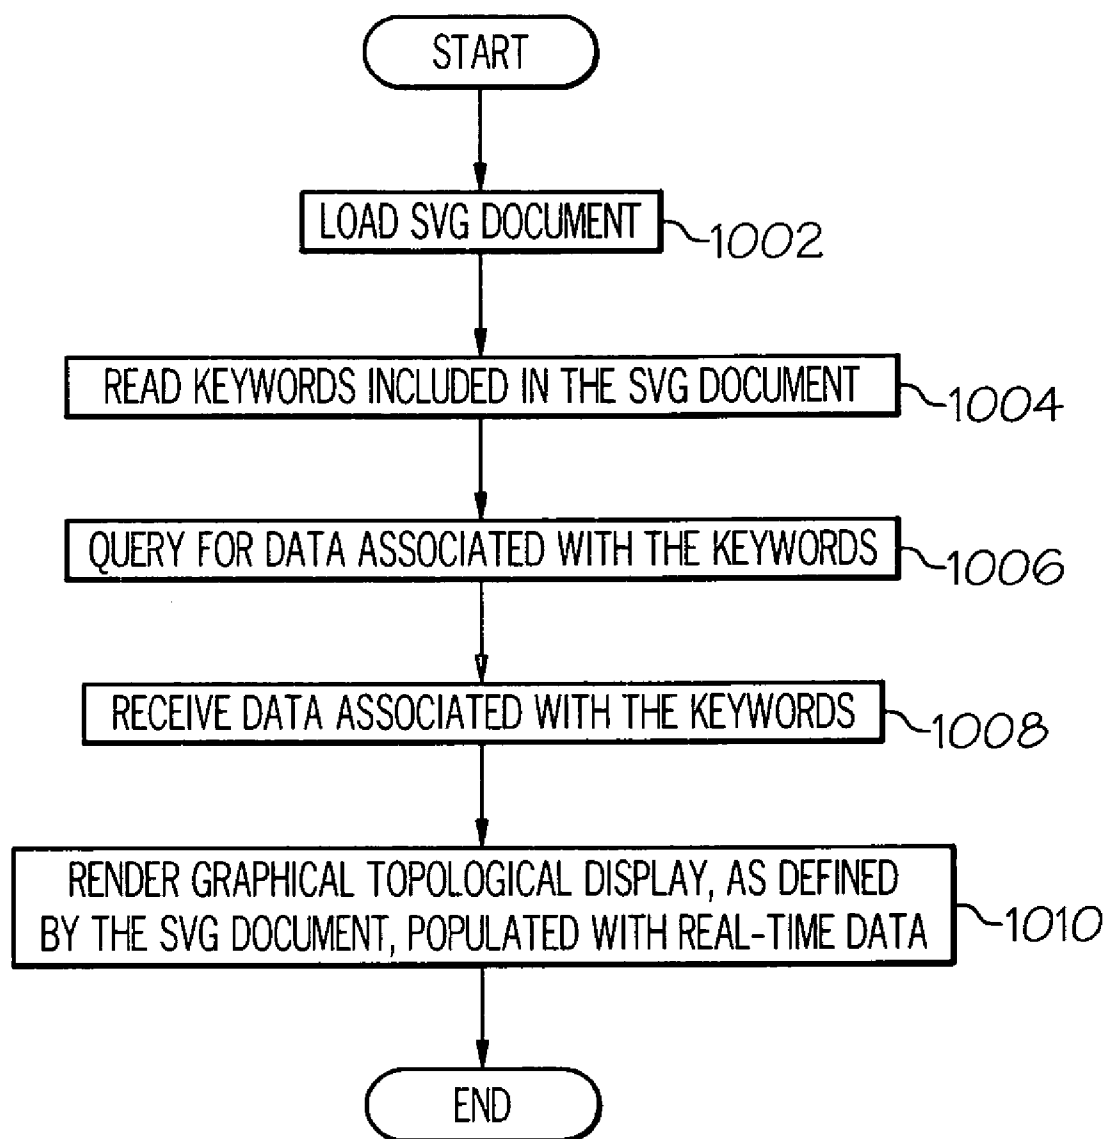 START
LOAD SVG DOCUMENT
1002
READ KEYWORDS INCLUDED IN THE SVG DOCUMENT
1004
QUERY FOR DATA ASSOCIATED WITH THE KEYWORDS
1006
RECEIVE DATA ASSOCIATED WITH THE KEYWORDS
1008
RENDER GRAPHICAL TOPOLOGICAL DISPLAY, AS DEFINED
BY THE SVG DOCUMENT, POPULATED WITH REAL-TIME DATA
1010
END